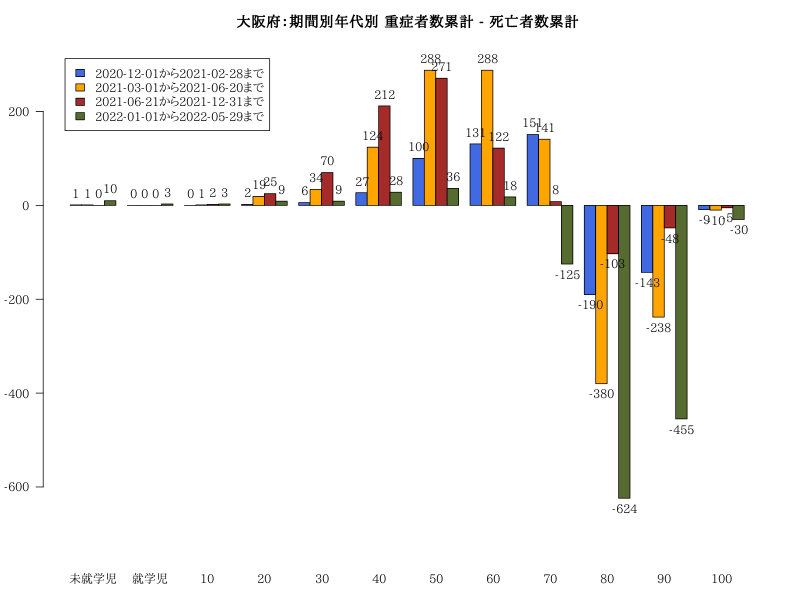 大阪府：期間別年代別 重症者数累計 - 死亡者数累計
2020-12-01から2021-02-28まで
2021-03-01から2021-06-20まで
2021-06-21から2021-12-31まで
2022-01-01から2022-05-29まで
200
0
-200
-400
-600
1 1 0 10
0 0 0 3
0 1 2 3
2 19 25 9
6 34 70 9
27 124 212 28
100 288 271 36
131 288 122 18
151 141 8 -125
-190 -380 -103 -624
-143 -238 -48 -455
-9 -10 -5 -30
未就学児 就学児 10 20 30 40 50 60 70 80 90 100